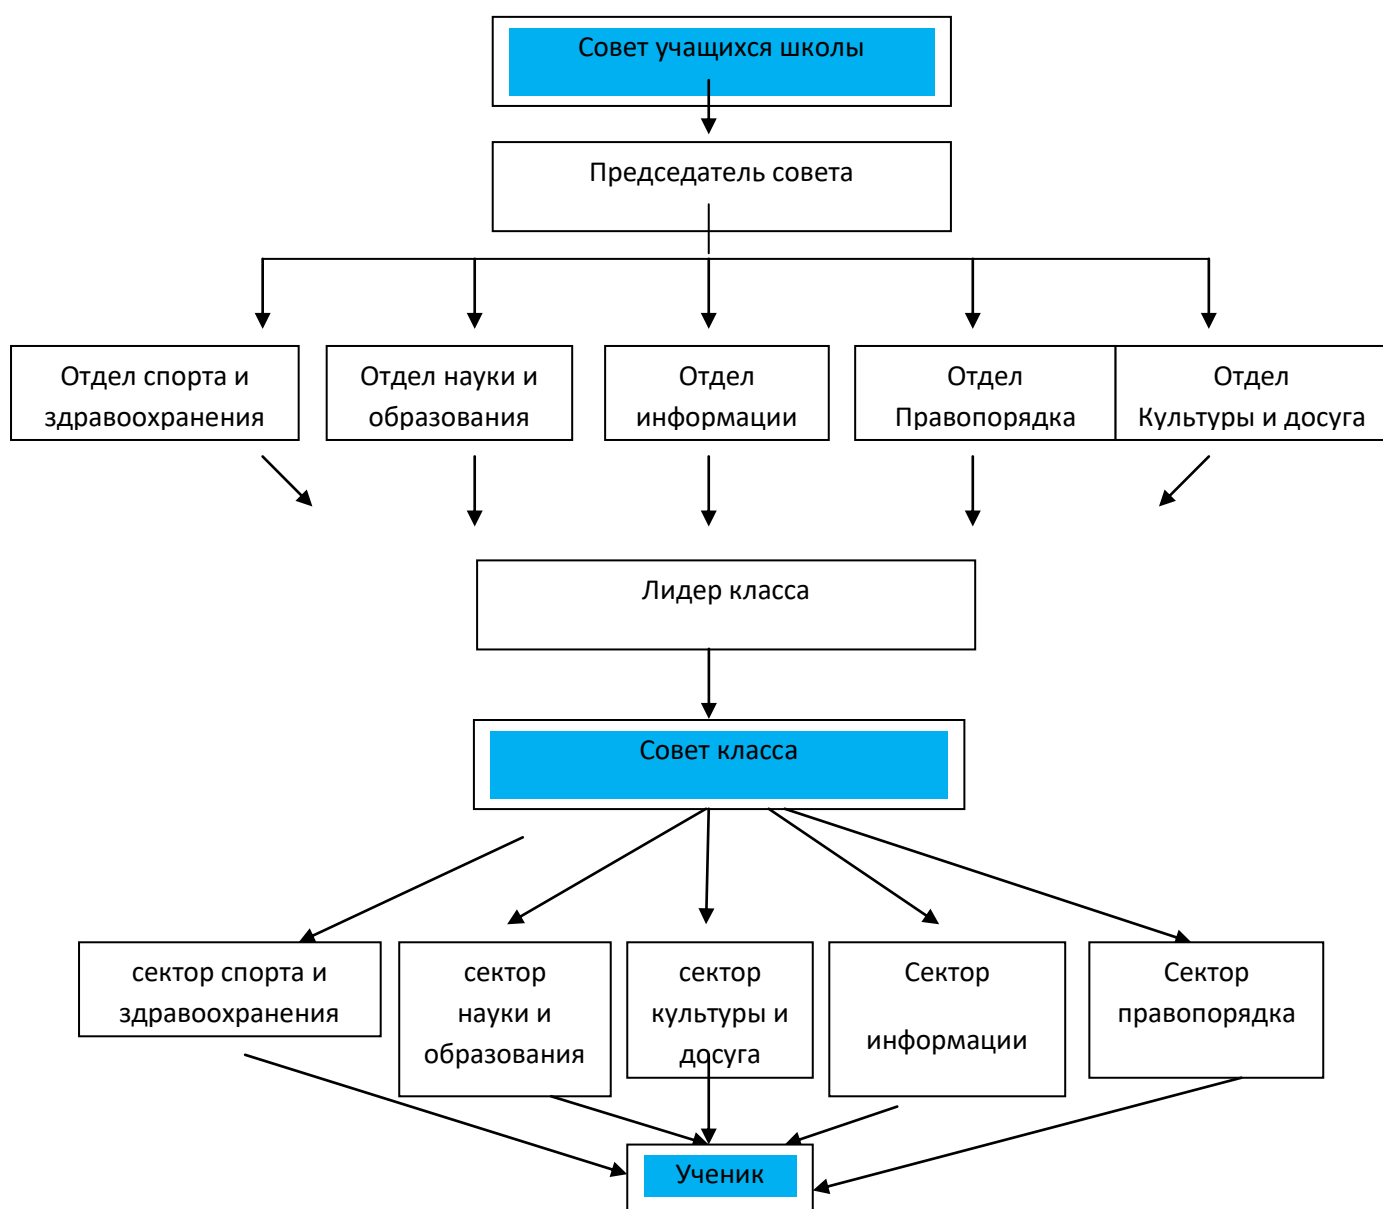 Совет учащихся школы
Председатель совета
Отдел спорта и
здравоохранения
Отдел науки и
образования
Отдел
информации
Отдел
Правопорядка
Отдел
Культуры и досуга
Лидер класса
Совет класса
сектор спорта и
здравоохранения
сектор
науки и
образования
сектор
культуры и
досуга
Сектор
информации
Сектор
правопорядка
Ученик